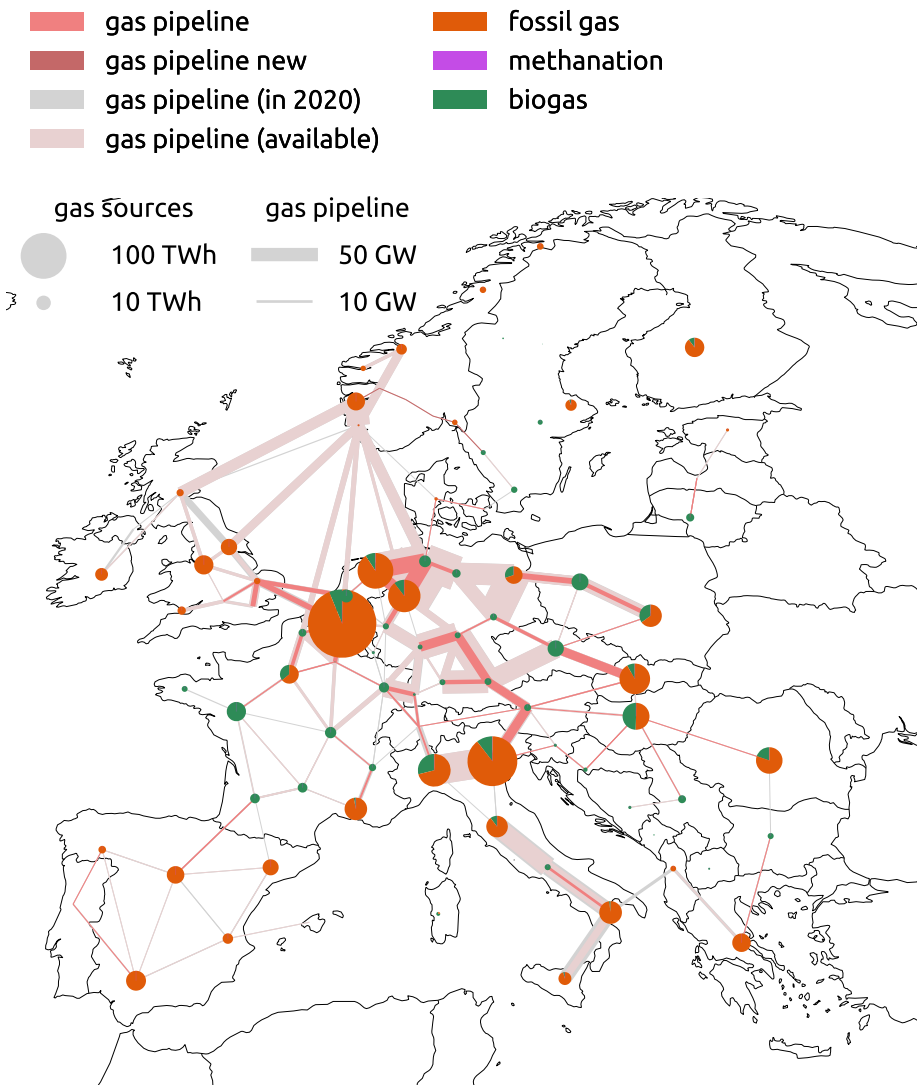 gas pipeline
gas pipeline new
gas pipeline (in 2020)
gas pipeline (available)
fossil gas
methanation
biogas
gas sources
100 TWh
10 TWh
gas pipeline
50 GW
10 GW